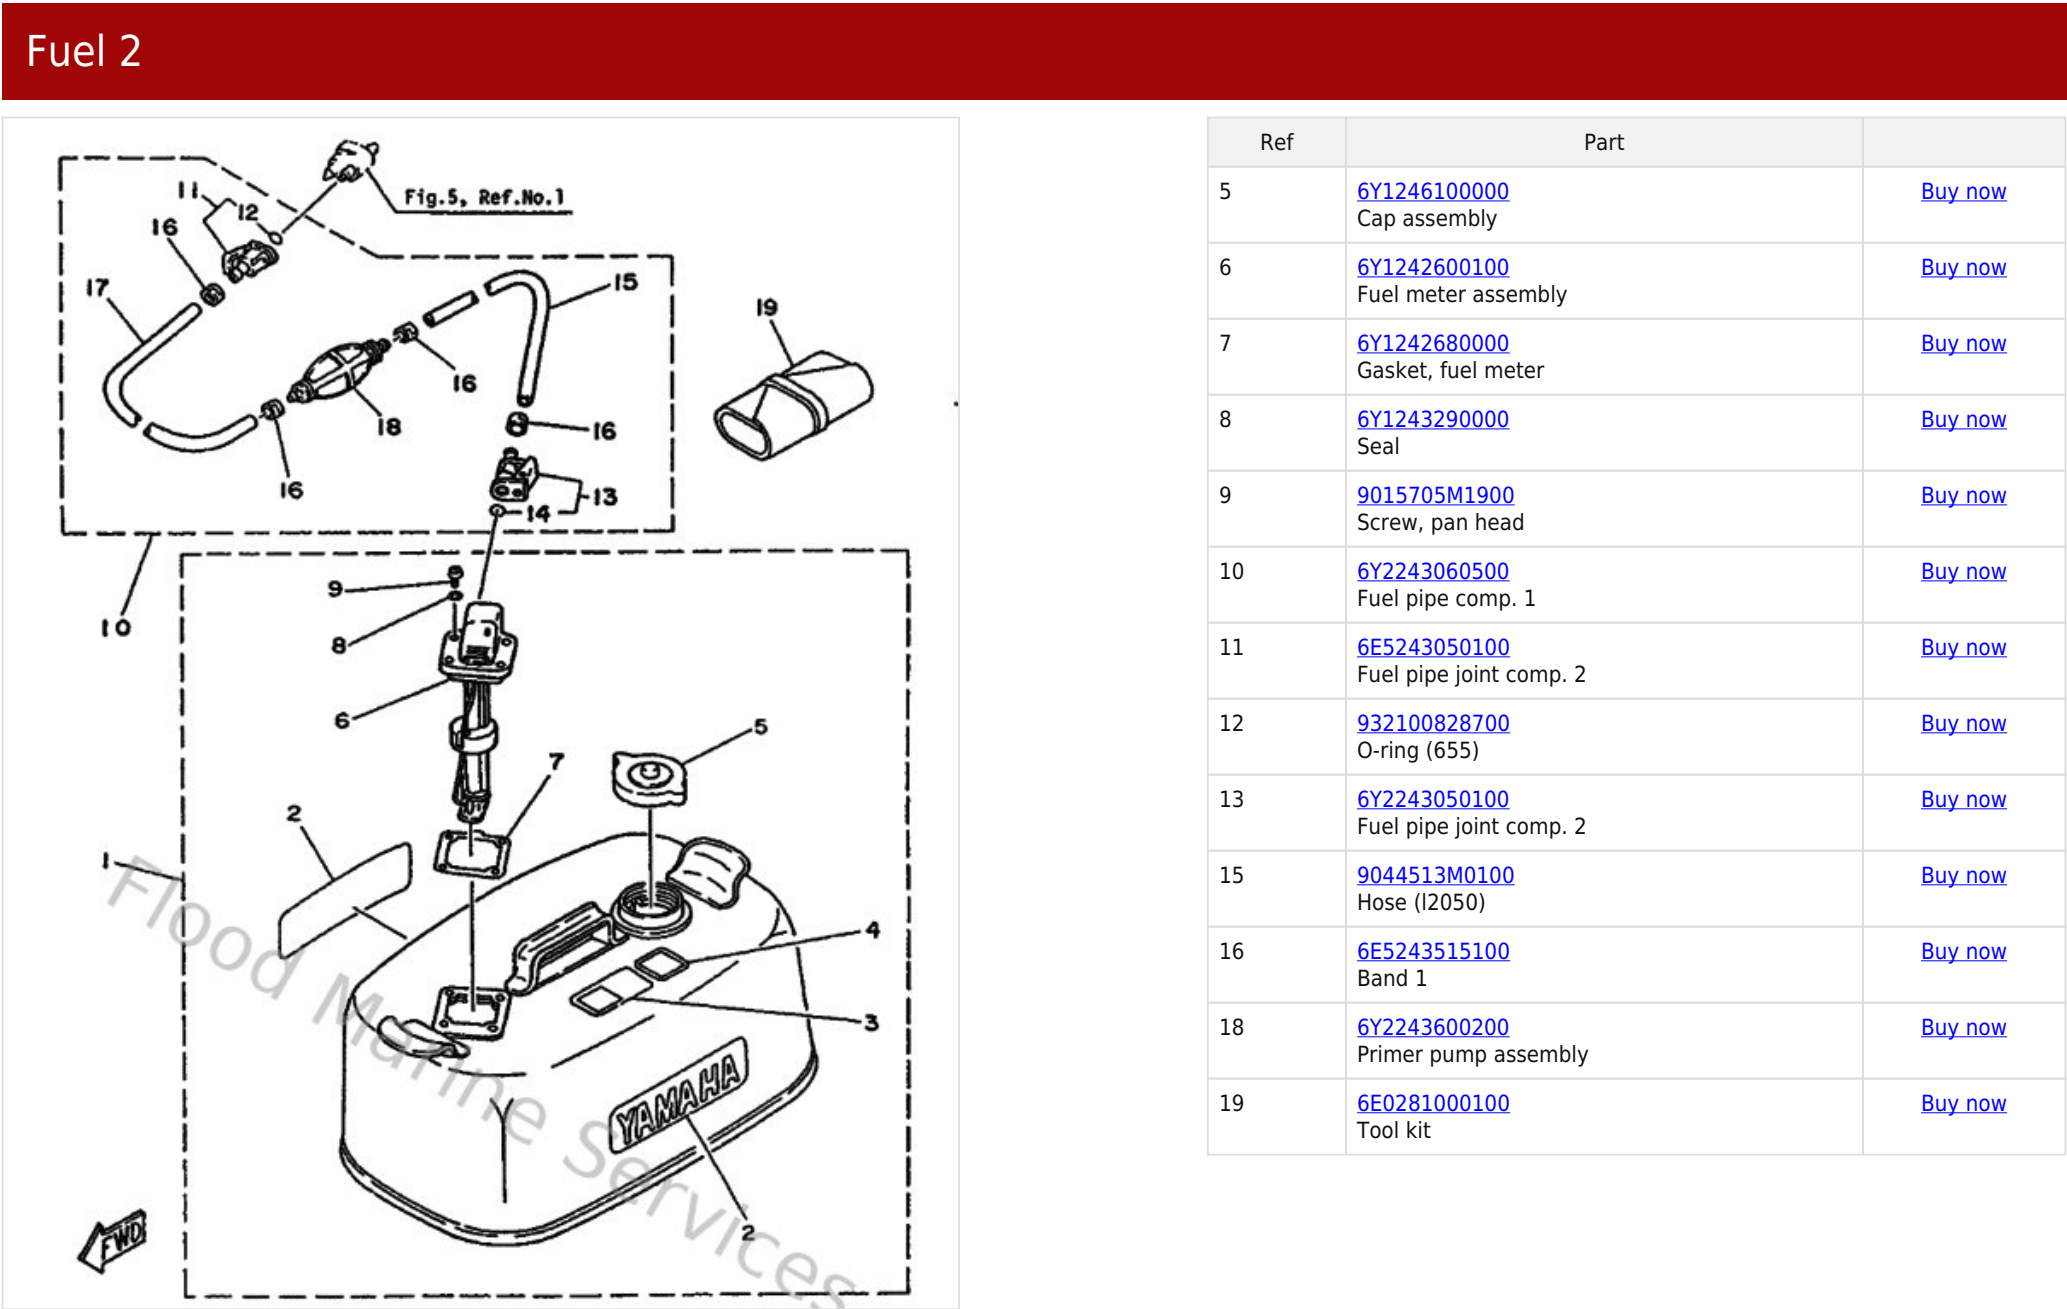 Fuel 2
Fig.5, Ref.No.1
11
12
16
17
15
19
16
18
16
16
13
14
10
9
8
6
5
7
2
1
4
3
YAMAHA
2
FWD
Flood Marine Services
Ref Part
5 6Y1246100000 Buy now
Cap assembly
6 6Y1242600100 Buy now
Fuel meter assembly
7 6Y1242680000 Buy now
Gasket, fuel meter
8 6Y1243290000 Buy now
Seal
9 9015705M1900 Buy now
Screw, pan head
10 6Y2243060500 Buy now
Fuel pipe comp. 1
11 6E5243050100 Buy now
Fuel pipe joint comp. 2
12 932100828700 Buy now
O-ring (655)
13 6Y2243050100 Buy now
Fuel pipe joint comp. 2
15 9044513M0100 Buy now
Hose (l2050)
16 6E5243515100 Buy now
Band 1
18 6Y2243600200 Buy now
Primer pump assembly
19 6E0281000100 Buy now
Tool kit